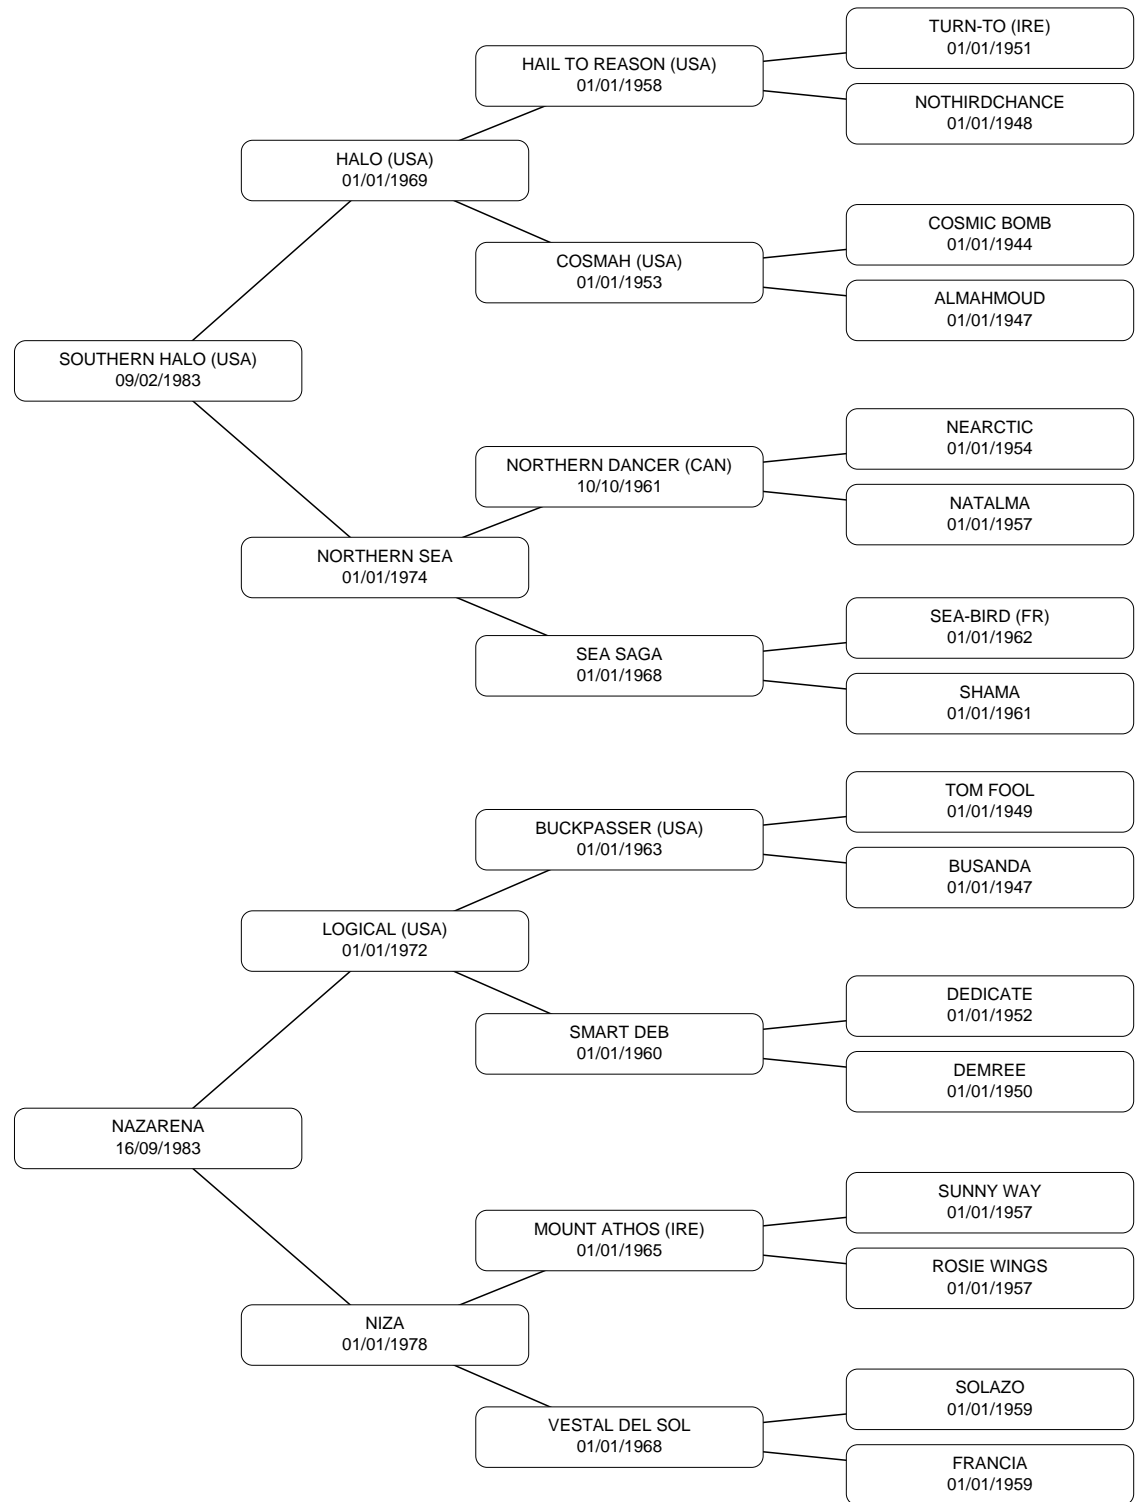 TURN-TO (IRE)
01/01/1951
HAIL TO REASON (USA)
01/01/1958
NOTHIRDCHANCE
01/01/1948
HALO (USA)
01/01/1969
COSMIC BOMB
01/01/1944
COSMAH (USA)
01/01/1953
ALMAHMOUD
01/01/1947
SOUTHERN HALO (USA)
09/02/1983
NEARCTIC
01/01/1954
NORTHERN DANCER (CAN)
10/10/1961
NATALMA
01/01/1957
NORTHERN SEA
01/01/1974
SEA-BIRD (FR)
01/01/1962
SEA SAGA
01/01/1968
SHAMA
01/01/1961
TOM FOOL
01/01/1949
BUCKPASSER (USA)
01/01/1963
BUSANDA
01/01/1947
LOGICAL (USA)
01/01/1972
DEDICATE
01/01/1952
SMART DEB
01/01/1960
DEMREE
01/01/1950
NAZARENA
16/09/1983
SUNNY WAY
01/01/1957
MOUNT ATHOS (IRE)
01/01/1965
ROSIE WINGS
01/01/1957
NIZA
01/01/1978
SOLAZO
01/01/1959
VESTAL DEL SOL
01/01/1968
FRANCIA
01/01/1959